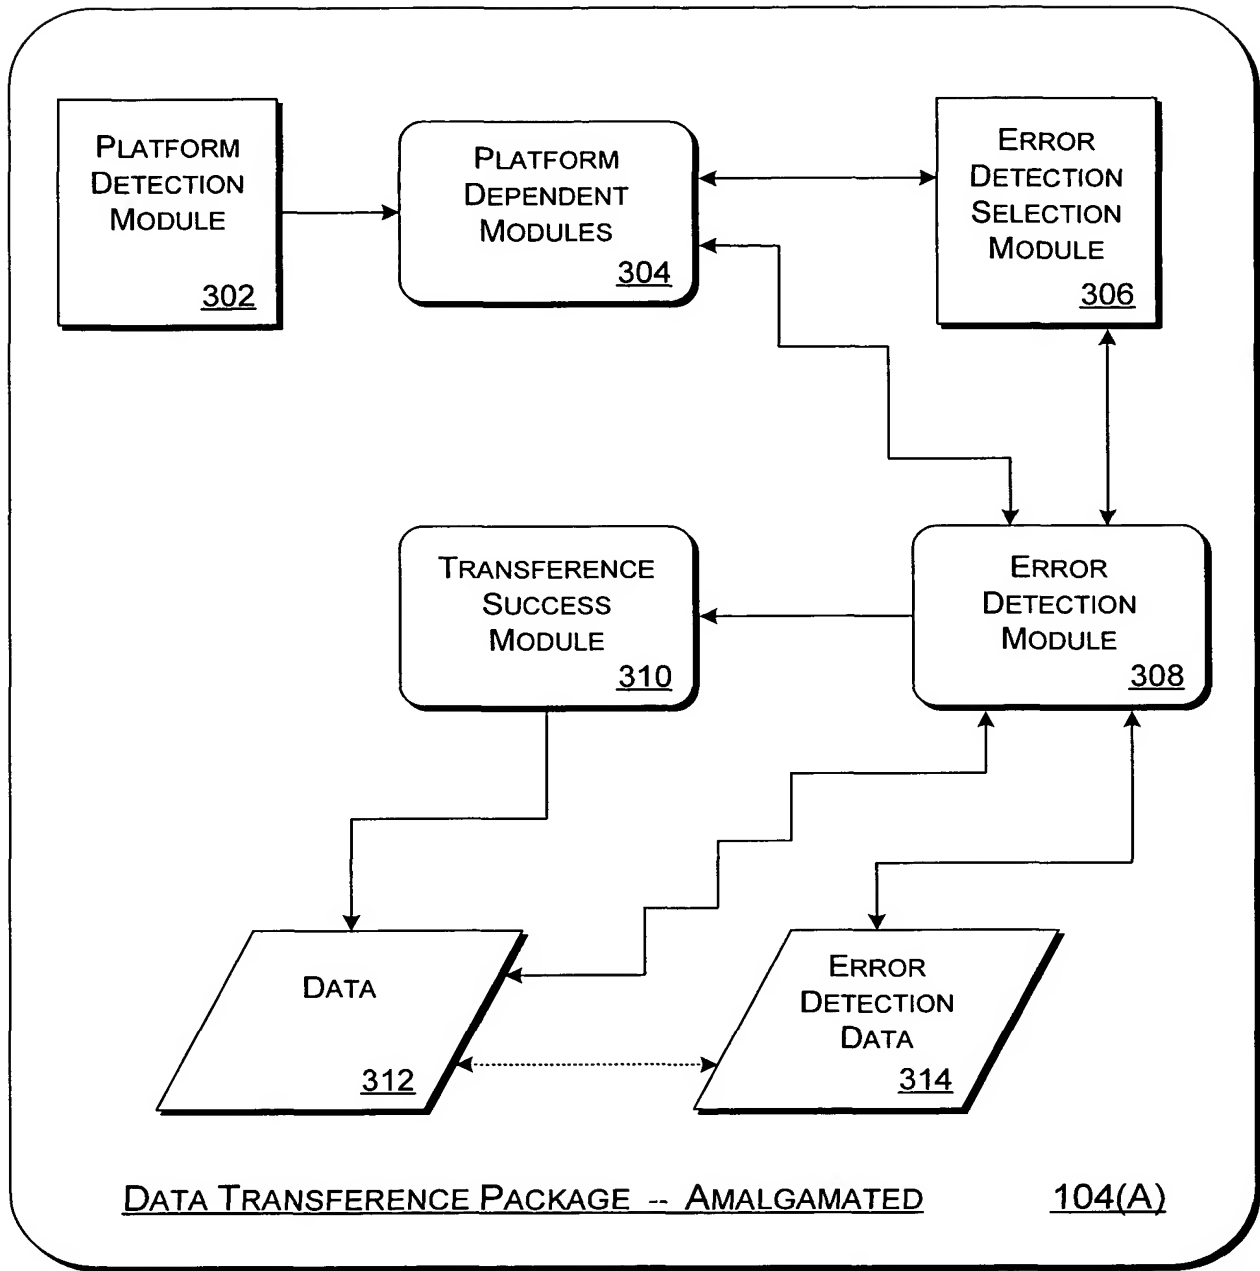 PLATFORM
DETECTION
MODULE
302
PLATFORM
DEPENDENT
MODULES
304
ERROR
DETECTION
SELECTION
MODULE
306
TRANSFERENCE
SUCCESS
MODULE
310
ERROR
DETECTION
MODULE
308
DATA
312
ERROR
DETECTION
DATA
314
DATA TRANSFERENCE PACKAGE -- AMALGAMATED 104(A)